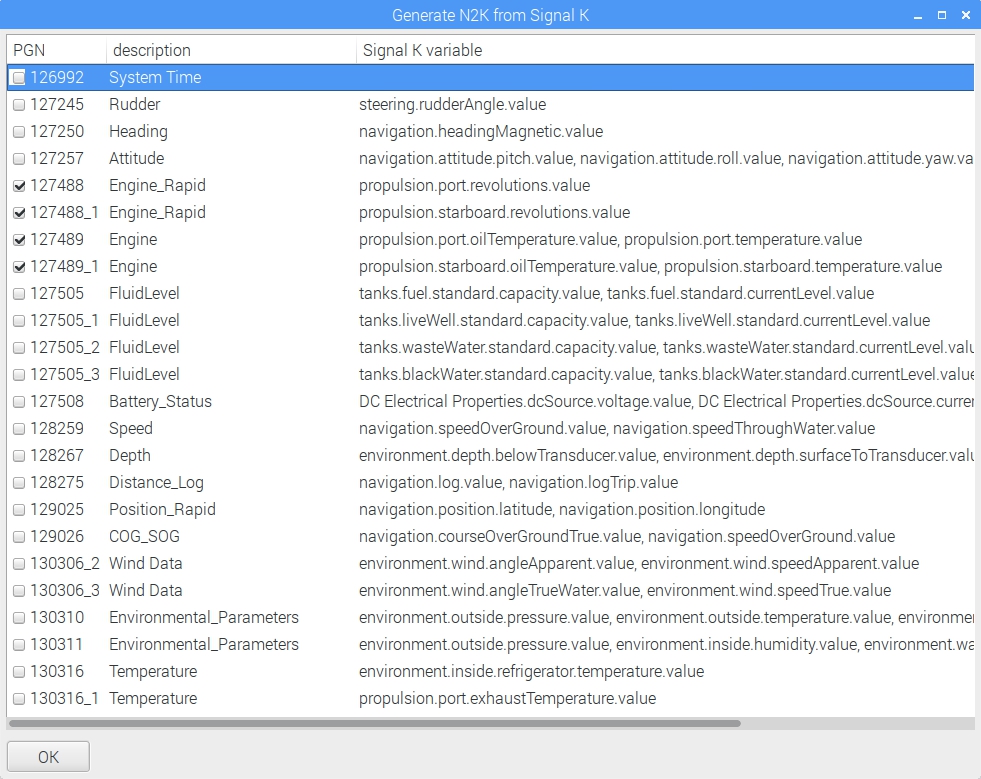 Generate N2K from Signal K
PGN description Signal K variable
126992 System Time
127245 Rudder steering.rudderAngle.value
127250 Heading navigation.headingMagnetic.value
127257 Attitude navigation.attitude.pitch.value, navigation.attitude.roll.value, navigation.attitude.yaw.va
127488 Engine_Rapid propulsion.port.revolutions.value
127488_1 Engine_Rapid propulsion.starboard.revolutions.value
127489 Engine propulsion.port.oilTemperature.value, propulsion.port.temperature.value
127489_1 Engine propulsion.starboard.oilTemperature.value, propulsion.starboard.temperature.value
127505 FluidLevel tanks.fuel.standard.capacity.value, tanks.fuel.standard.currentLevel.value
127505_1 FluidLevel tanks.liveWell.standard.capacity.value, tanks.liveWell.standard.currentLevel.value
127505_2 FluidLevel tanks.wasteWater.standard.capacity.value, tanks.wasteWater.standard.currentLevel.valu
127505_3 FluidLevel tanks.blackWater.standard.capacity.value, tanks.blackWater.standard.currentLevel.value
127508 Battery_Status DC Electrical Properties.dcSource.voltage.value, DC Electrical Properties.dcSource.curren
128259 Speed navigation.speedOverGround.value, navigation.speedThroughWater.value
128267 Depth environment.depth.belowTransducer.value, environment.depth.surfaceToTransducer.valu
128275 Distance_Log navigation.log.value, navigation.logTrip.value
129025 Position_Rapid navigation.position.latitude, navigation.position.longitude
129026 COG_SOG navigation.courseOverGroundTrue.value, navigation.speedOverGround.value
130306_2 Wind Data environment.wind.angleApparent.value, environment.wind.speedApparent.value
130306_3 Wind Data environment.wind.angleTrueWater.value, environment.wind.speedTrue.value
130310 Environmental_Parameters environment.outside.pressure.value, environment.outside.temperature.value, environmen
130311 Environmental_Parameters environment.outside.pressure.value, environment.inside.humidity.value, environment.wa
130316 Temperature environment.inside.refrigerator.temperature.value
130316_1 Temperature propulsion.port.exhaustTemperature.value
OK